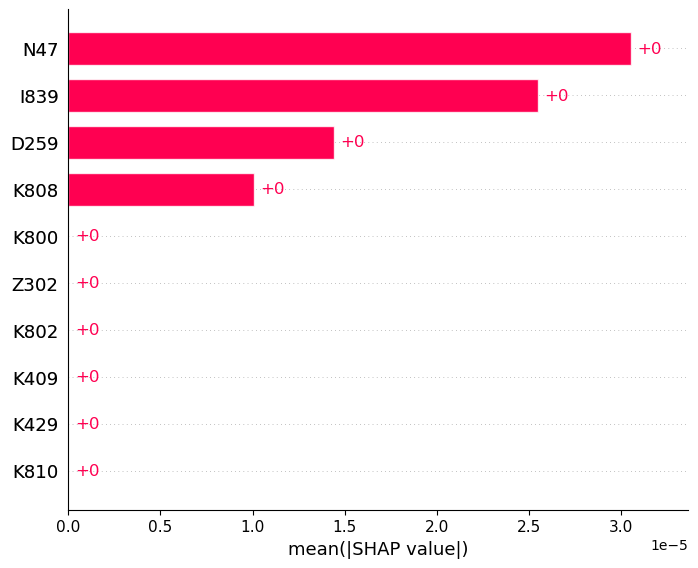 N47 +0
I839 +0
D259 +0
K808 +0
K800 +0
Z302 +0
K802 +0
K409 +0
K429 +0
K810 +0
0.0 0.5 1.0 1.5 2.0 2.5 3.0
1e−5
mean(|SHAP value|)